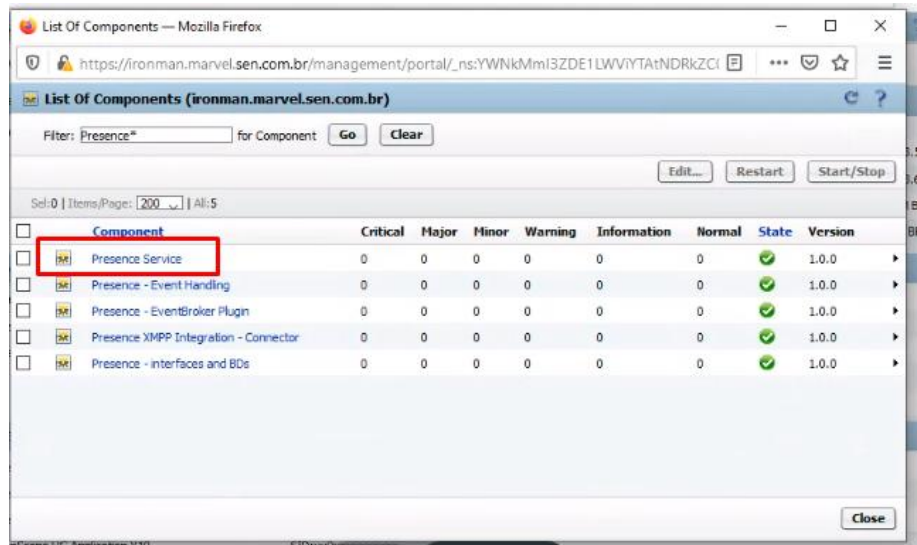 List Of Components — Mozilla Firefox
https://ironman.marvel.sen.com.br/management/portal/_ns:YWNkMmI3ZDE1LWViYTAtNDRkZC
List Of Components (ironman.marvel.sen.com.br)
Filter: Presence* for Component Go Clear
Edit... Restart Start/Stop
Sel:0 | Items/Page: 200 | All:5
Component Critical Major Minor Warning Information Normal State Version
Presence Service 0 0 0 0 0 0 1.0.0
Presence - Event Handling 0 0 0 0 0 0 1.0.0
Presence - EventBroker Plugin 0 0 0 0 0 0 1.0.0
Presence XMPP Integration - Connector 0 0 0 0 0 0 1.0.0
Presence - interfaces and BDs 0 0 0 0 0 0 1.0.0
Close